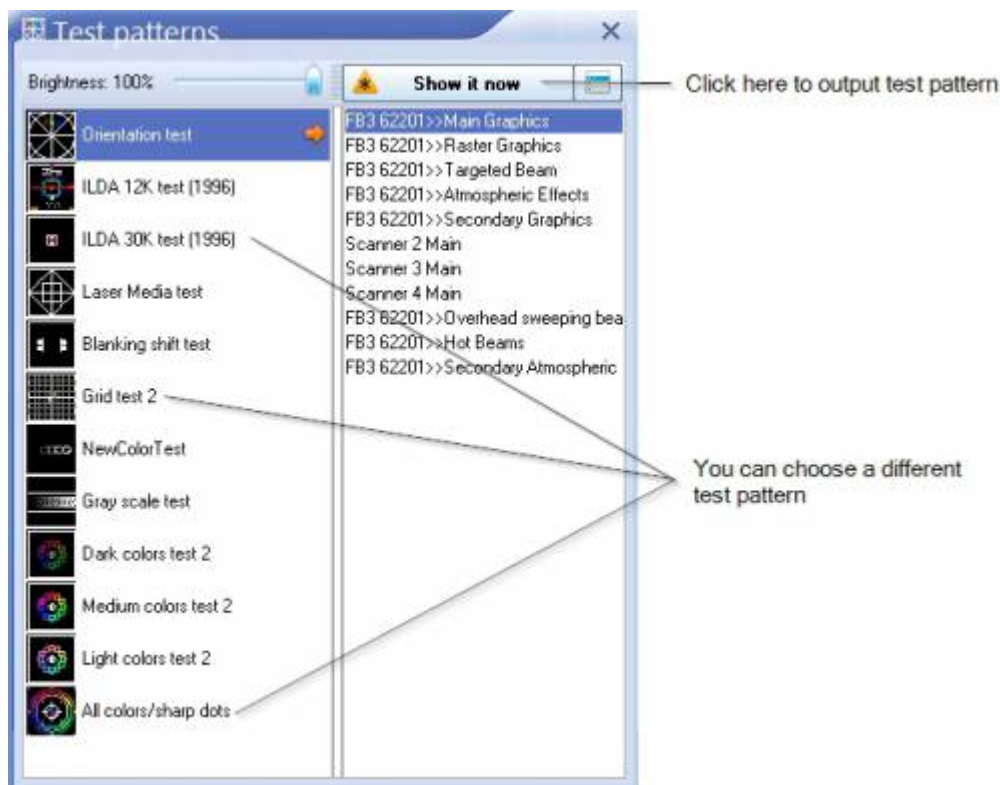 Test patterns
Brightness: 100%
Show it now
Click here to output test pattern
Orientation test
ILDA 12K test (1996)
ILDA 30K test (1996)
Laser Media test
Blanking shift test
Grid test 2
NewColorTest
Gray scale test
Dark colors test 2
Medium colors test 2
Light colors test 2
All colors/sharp dots
FB3 62201>>Main Graphics
FB3 62201>>Raster Graphics
FB3 62201>>Targeted Beam
FB3 62201>>Atmospheric Effects
FB3 62201>>Secondary Graphics
Scanner 2 Main
Scanner 3 Main
Scanner 4 Main
FB3 62201>>Overhead sweeping bea
FB3 62201>>Hot Beams
FB3 62201>>Secondary Atmospheric
You can choose a different
test pattern